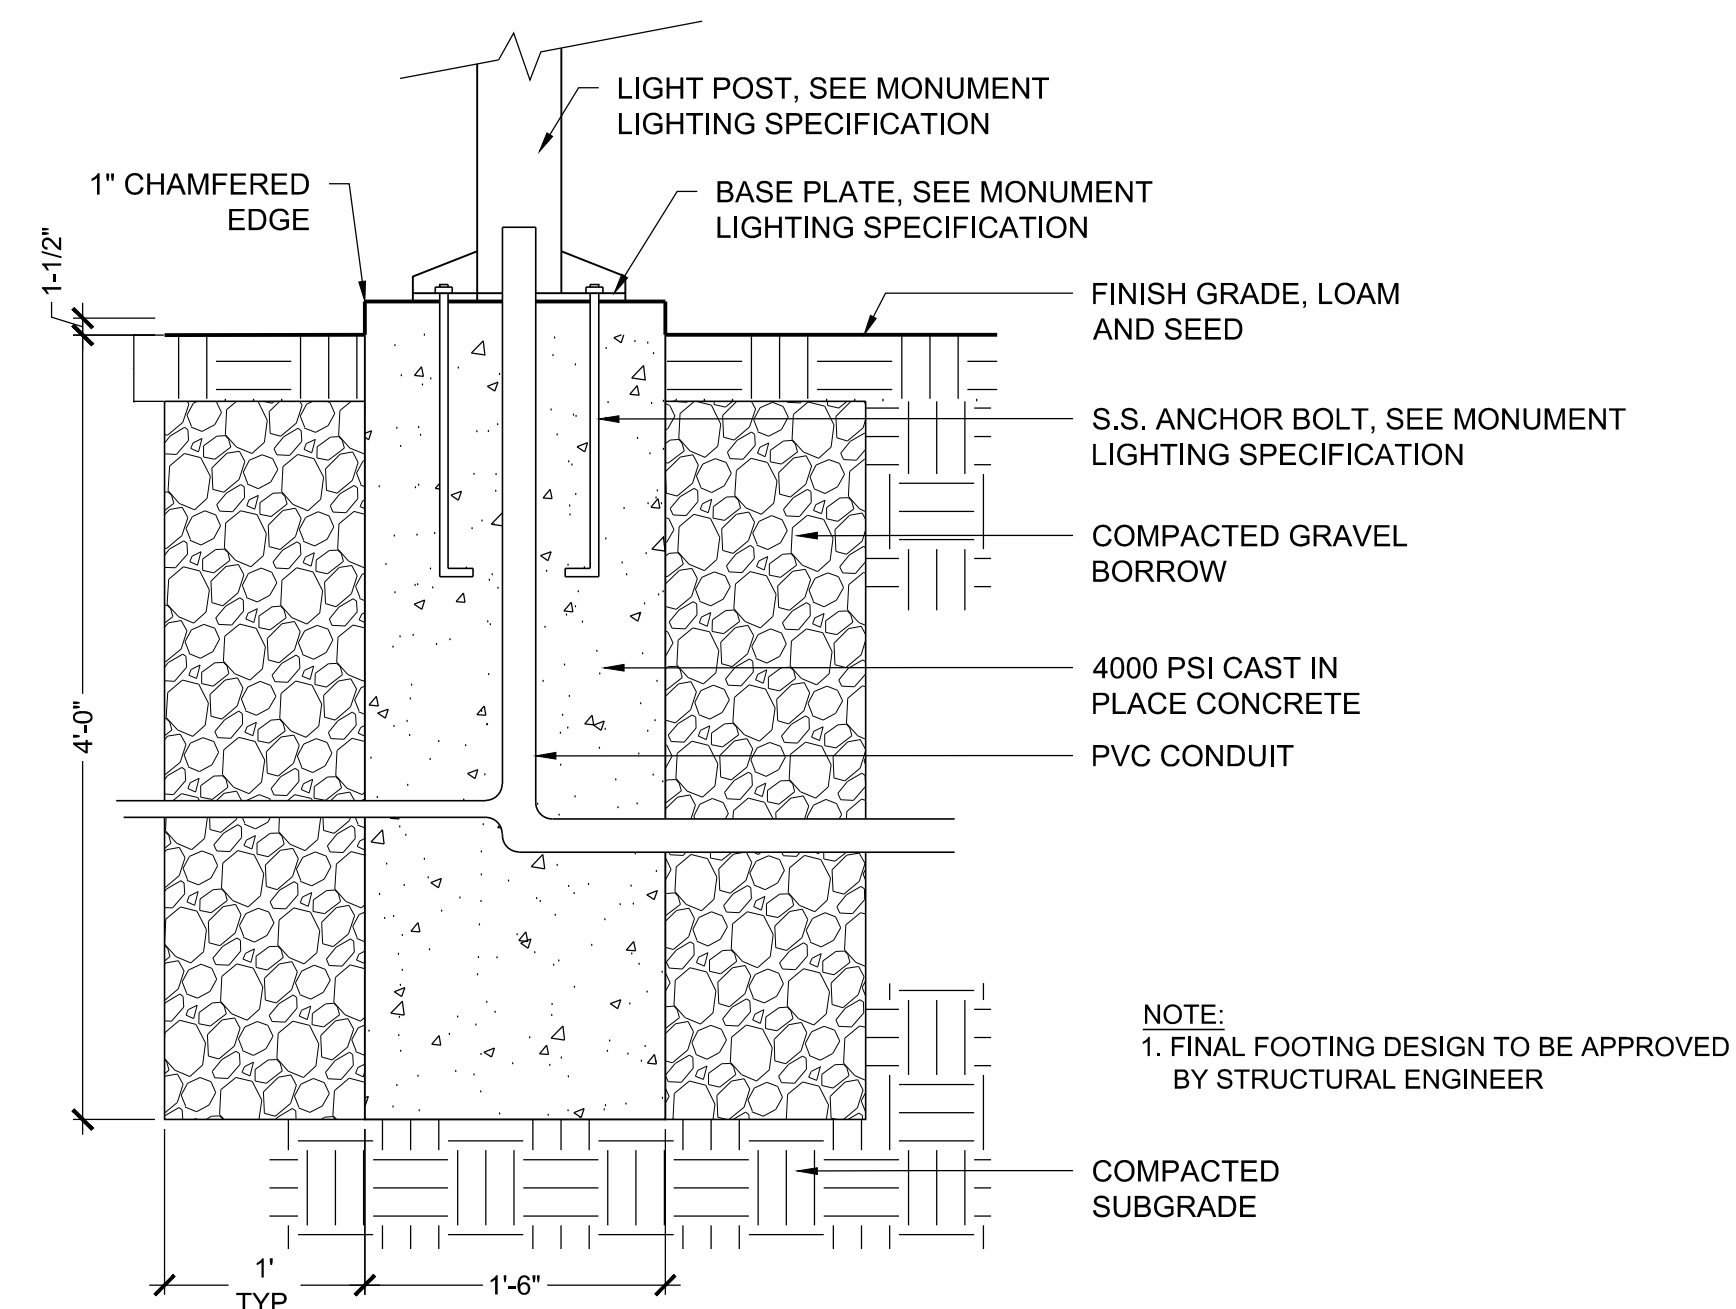 LIGHT POST, SEE MONUMENT
LIGHTING SPECIFICATION
1" CHAMFERED
EDGE
BASE PLATE, SEE MONUMENT
LIGHTING SPECIFICATION
1-1/2"
FINISH GRADE, LOAM
AND SEED
S.S. ANCHOR BOLT, SEE MONUMENT
LIGHTING SPECIFICATION
COMPACTED GRAVEL
BORROW
4000 PSI CAST IN
PLACE CONCRETE
4'-0"
PVC CONDUIT
NOTE:
1. FINAL FOOTING DESIGN TO BE APPROVED
BY STRUCTURAL ENGINEER
COMPACTED
SUBGRADE
1'
TYP
1'-6"